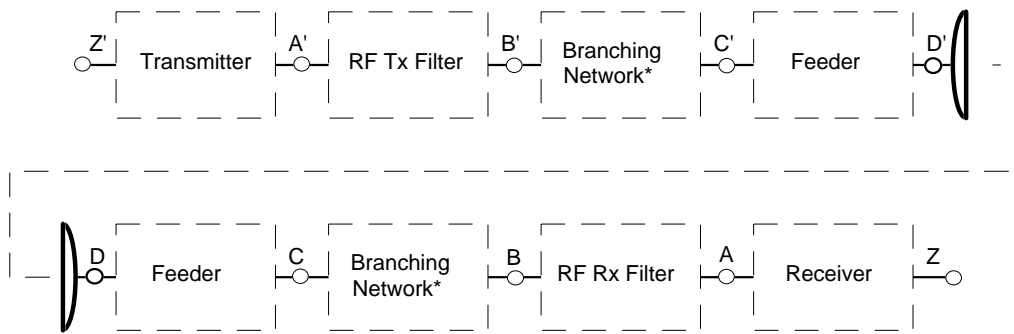 Z' Transmitter A' RF Tx Filter B' Branching Network* C' Feeder D'
D Feeder C Branching Network* B RF Rx Filter A Receiver Z